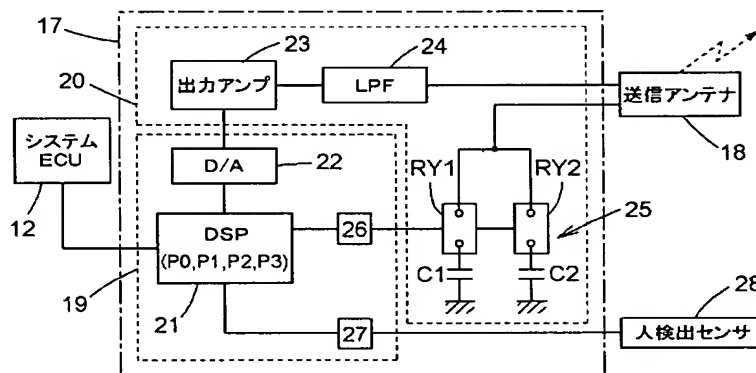 17
23
24
出力アンプ
LPF
送信アンテナ
20
18
システム
ECU
D/A
22
RY1
RY2
12
DSP
(P0,P1,P2,P3)
26
25
C1
C2
19
21
27
28
人検出センサ